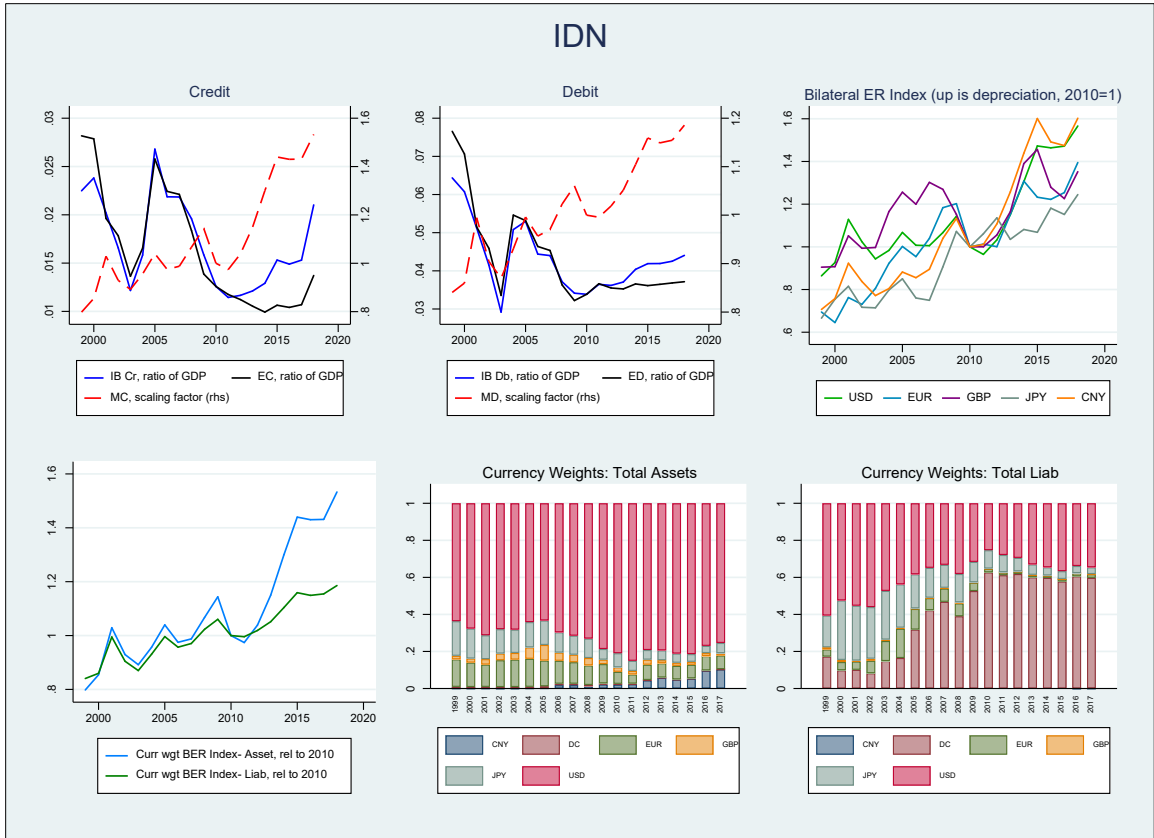 IDN
Credit
.03
.025
.02
.015
.01
1.6
1.4
1.2
1
.8
2000 2005 2010 2015 2020
IB Cr, ratio of GDP EC, ratio of GDP
MC, scaling factor (rhs)
Debit
.08
.07
.06
.05
.04
.03
1.2
1.1
1
.9
.8
2000 2005 2010 2015 2020
IB Db, ratio of GDP ED, ratio of GDP
MD, scaling factor (rhs)
Bilateral ER Index (up is depreciation, 2010=1)
1.6
1.4
1.2
1
.8
.6
2000 2005 2010 2015 2020
USD EUR GBP JPY CNY
1.6
1.4
1.2
1
.8
2000 2005 2010 2015 2020
Curr wgt BER Index- Asset, rel to 2010
Curr wgt BER Index- Liab, rel to 2010
Currency Weights: Total Assets
1
.8
.6
.4
.2
0
1999 2000 2001 2002 2003 2004 2005 2006 2007 2008 2009 2010 2011 2012 2013 2014 2015 2016 2017
CNY DC EUR GBP
JPY USD
Currency Weights: Total Liab
1
.8
.6
.4
.2
0
1999 2000 2001 2002 2003 2004 2005 2006 2007 2008 2009 2010 2011 2012 2013 2014 2015 2016 2017
CNY DC EUR GBP
JPY USD